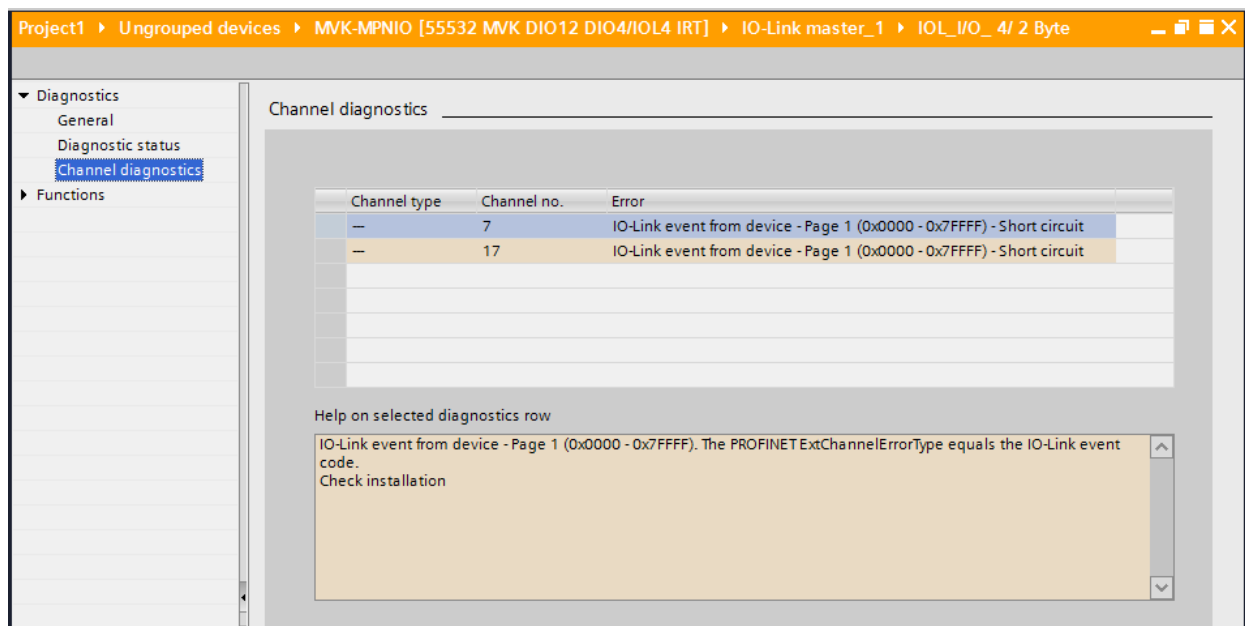 Project1 ▸ Ungrouped devices ▸ MVK-MPNIO [55532 MVK DIO12 DIO4/IOL4 IRT] ▸ IO-Link master_1 ▸ IOL_I/O_ 4/ 2 Byte
Diagnostics
General
Diagnostic status
Channel diagnostics
Functions
Channel diagnostics
Channel type Channel no. Error
— 7 IO-Link event from device - Page 1 (0x0000 - 0x7FFFF) - Short circuit
— 17 IO-Link event from device - Page 1 (0x0000 - 0x7FFFF) - Short circuit
Help on selected diagnostics row
IO-Link event from device - Page 1 (0x0000 - 0x7FFFF). The PROFINET ExtChannelErrorType equals the IO-Link event
code.
Check installation